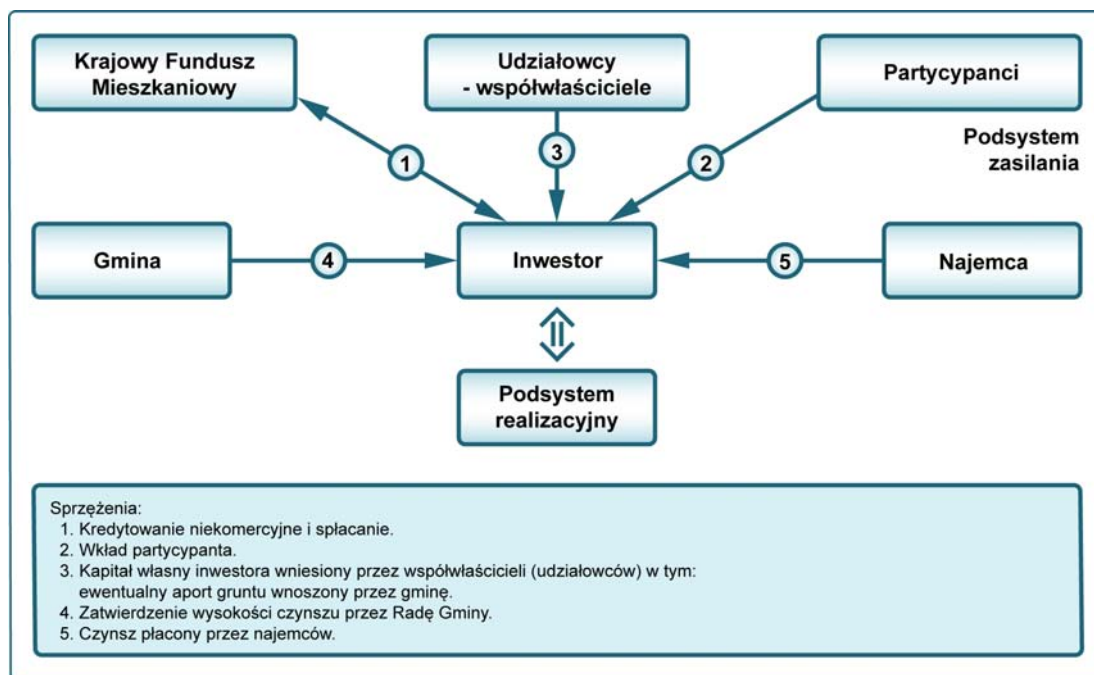 Krajowy Fundusz
Mieszkaniowy
Udziałowcy
- współwłaściciele
Partycypanci
Podsystem
zasilania
1
3
2
Gmina
4
Inwestor
5
Najemca
Podsystem
realizacyjny
Sprzężenia:
1. Kredytowanie niekomercyjne i spłacanie.
2. Wkład partycypanta.
3. Kapitał własny inwestora wniesiony przez współwłaścicieli (udziałowców) w tym:
ewentualny aport gruntu wnoszony przez gminę.
4. Zatwierdzenie wysokości czynszu przez Radę Gminy.
5. Czynsz płacony przez najemców.